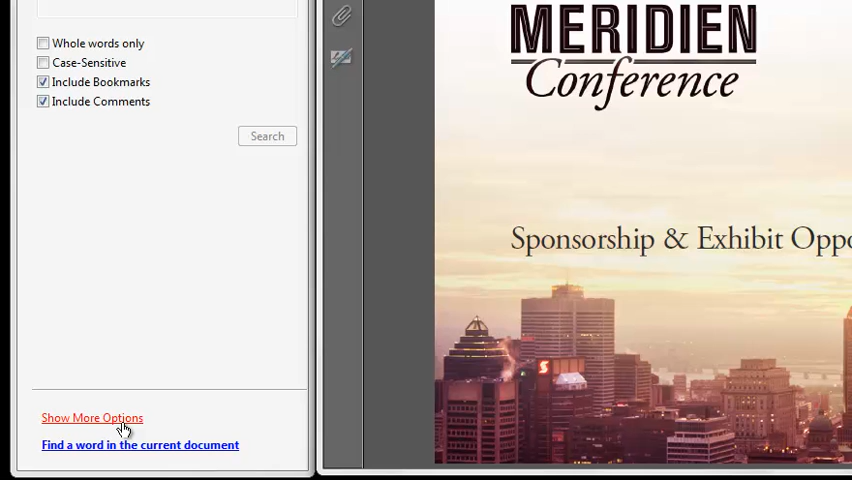 Whole words only
Case-Sensitive
Include Bookmarks
Include Comments
Search
Show More Options
Find a word in the current document
MERIDIEN
Conference
Sponsorship & Exhibit Oppo